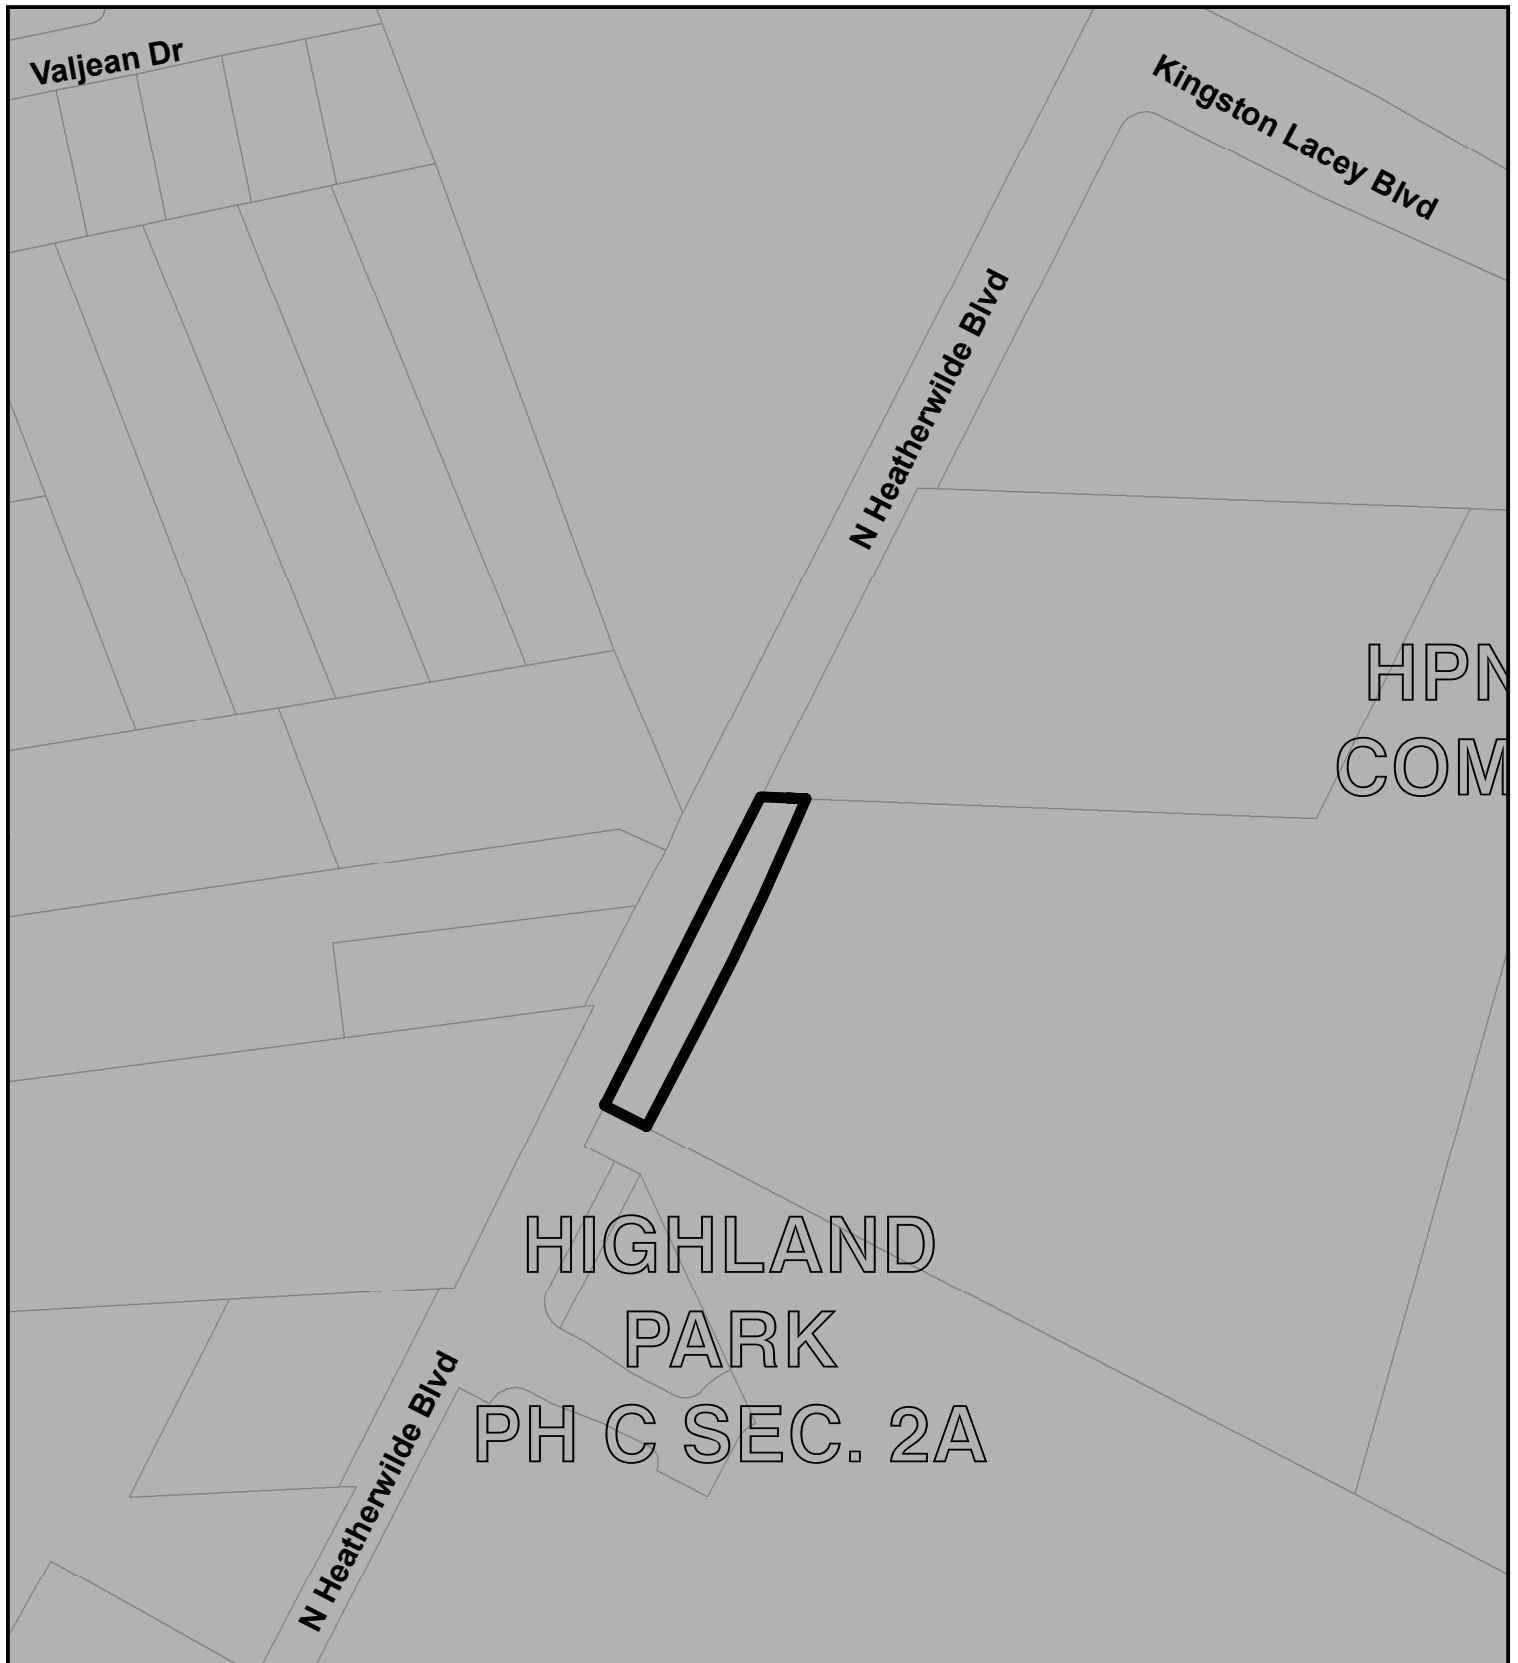 Valjean Dr
Kingston Lacey Blvd
N Heatherwilde Blvd
HPN
COM
HIGHLAND
PARK
PH C SEC. 2A
N Heatherwilde Blvd